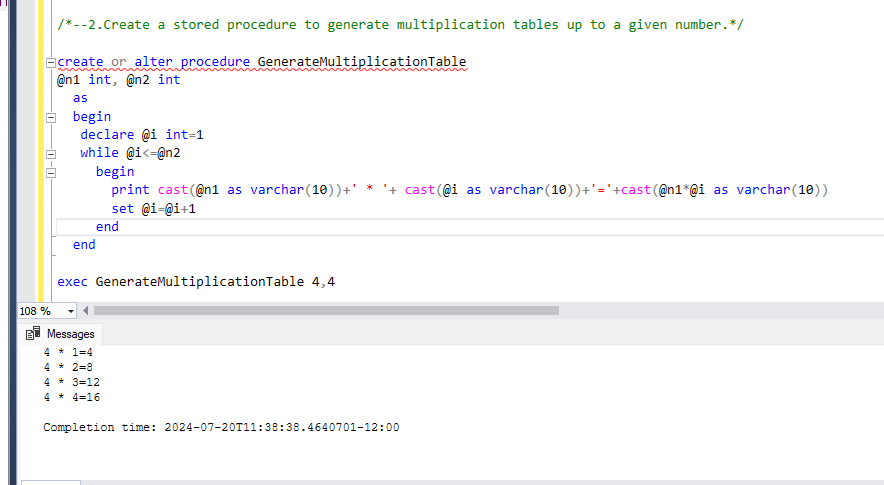 /*--2.Create a stored procedure to generate multiplication tables up to a given number.*/
create or alter procedure GenerateMultiplicationTable
@n1 int, @n2 int
as
begin
declare @i int=1
while @i<=@n2
begin
print cast(@n1 as varchar(10))+' * '+ cast(@i as varchar(10))+'='+cast(@n1*@i as varchar(10))
set @i=@i+1
end
end
exec GenerateMultiplicationTable 4,4
108 %
Messages
4 * 1=4
4 * 2=8
4 * 3=12
4 * 4=16
Completion time: 2024-07-20T11:38:38.4640701-12:00